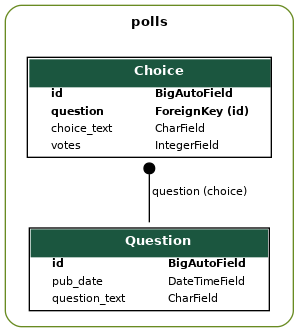 polls
Choice
id BigAutoField
question ForeignKey (id)
choice_text CharField
votes IntegerField
question (choice)
Question
id BigAutoField
pub_date DateTimeField
question_text CharField